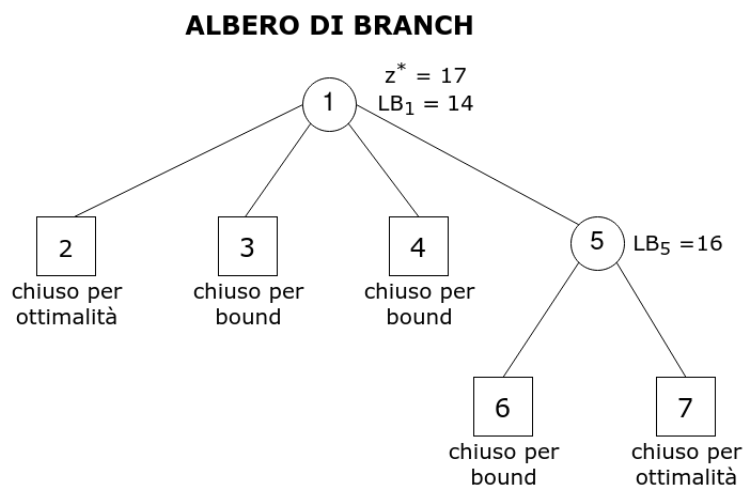 ALBERO DI BRANCH
z* = 17
1
LB₁ = 14
2
3
4
5
LB₅ =16
chiuso per
ottimalità
chiuso per
bound
chiuso per
bound
6
7
chiuso per
bound
chiuso per
ottimalità